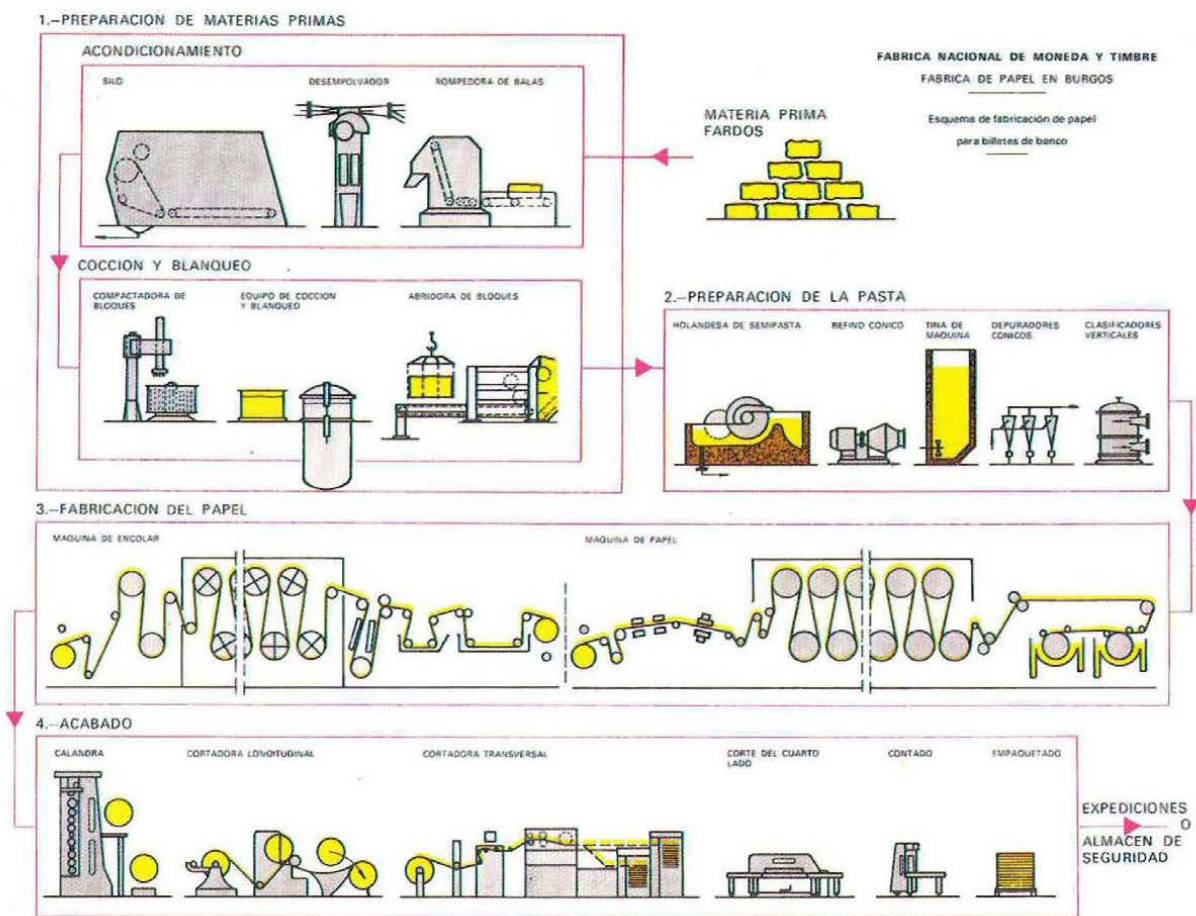 1.-PREPARACION DE MATERIAS PRIMAS
ACONDICIONAMIENTO
SILO
DESEMPOLVADOR
ROMPEDORA DE BALAS
FABRICA NACIONAL DE MONEDA Y TIMBRE
FABRICA DE PAPEL EN BURGOS
Esquema de fabricación de papel
para billetes de banco
MATERIA PRIMA
FARDOS
COCCION Y BLANQUEO
COMPACTADORA DE
BLOQUES
EQUIPO DE COCCION
Y BLANQUEO
ABRIDORA DE BLOQUES
2.-PREPARACION DE LA PASTA
HOLANDESA DE SEMIPASTA
REFINO CONICO
TINA DE
MAQUINA
DEPURADORES
CONICOS
CLASIFICADORES
VERTICALES
3.-FABRICACION DEL PAPEL
MAQUINA DE ENCOLAR
MAQUINA DE PAPEL
4.-ACABADO
CALANDRA
CORTADORA LONGITUDINAL
CORTADORA TRANSVERSAL
CORTE DEL CUARTO
LADO
CONTADO
EMPAQUETADO
EXPEDICIONES
O
ALMACEN DE
SEGURIDAD